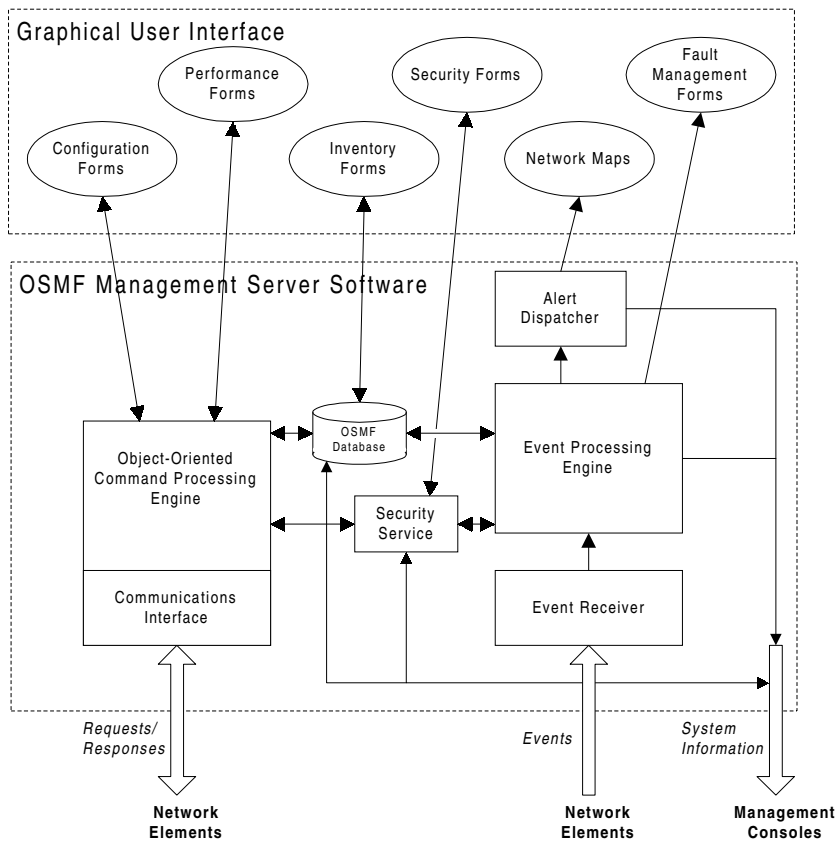 Graphical User Interface
Performance
Forms
Security Forms
Fault
Management
Forms
Configuration
Forms
Inventory
Forms
Network Maps
OSMF Management Server Software
Alert
Dispatcher
OSMF
Database
Object-Oriented
Command Processing
Engine
Event Processing
Engine
Security
Service
Communications
Interface
Event Receiver
Requests/
Responses
Events
System
Information
Network
Elements
Network
Elements
Management
Consoles